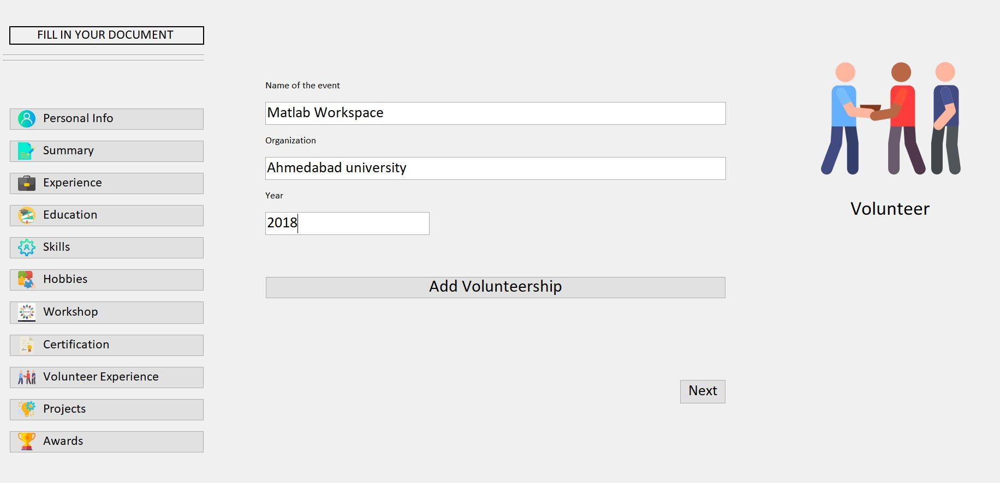 FILL IN YOUR DOCUMENT
Personal Info
Summary
Experience
Education
Skills
Hobbies
Workshop
Certification
Volunteer Experience
Projects
Awards
Name of the event
Matlab Workspace
Organization
Ahmedabad university
Year
2018
Add Volunteership
Next
Volunteer